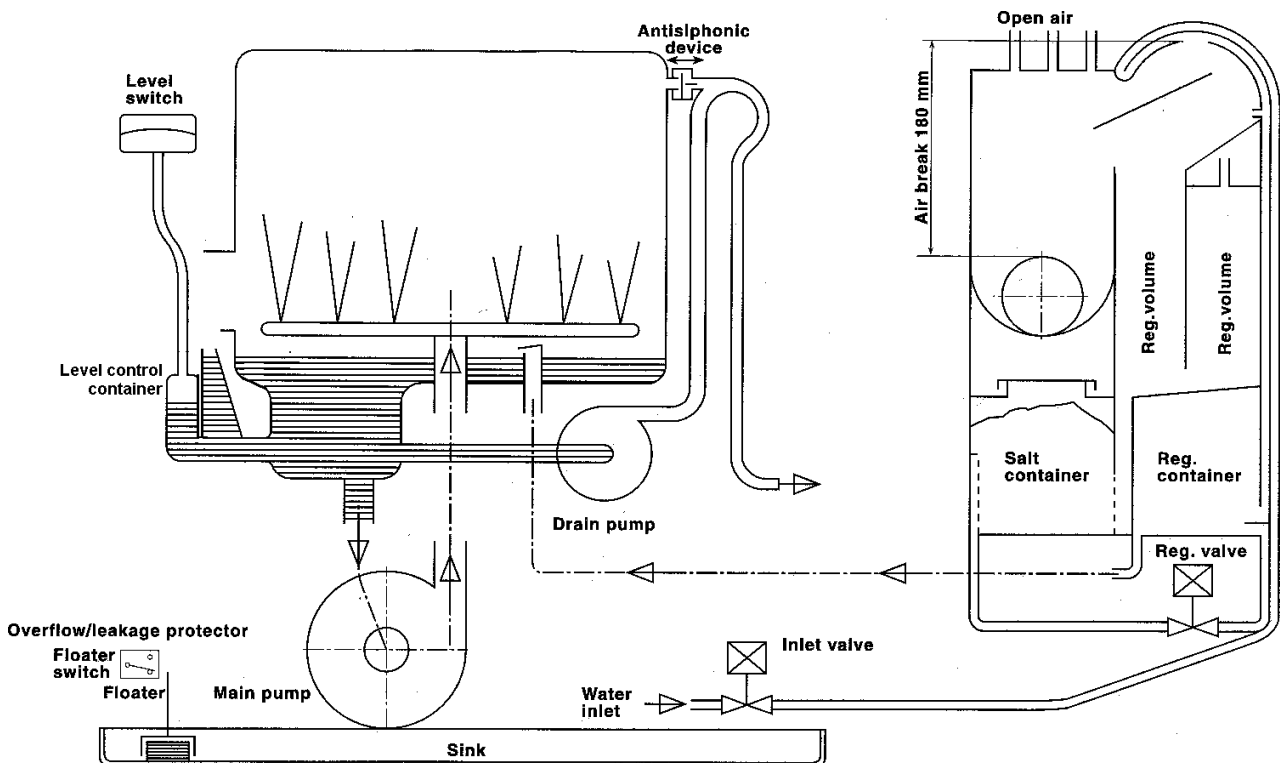 Open air
Antisiphonic
device
Level
switch
Air break 180 mm
Reg.volume
Reg.volume
Level control
container
Salt
container
Reg.
container
Drain pump
Reg. valve
Overflow/leakage protector
Floater
switch
Floater
Main pump
Inlet valve
Water
inlet
Sink